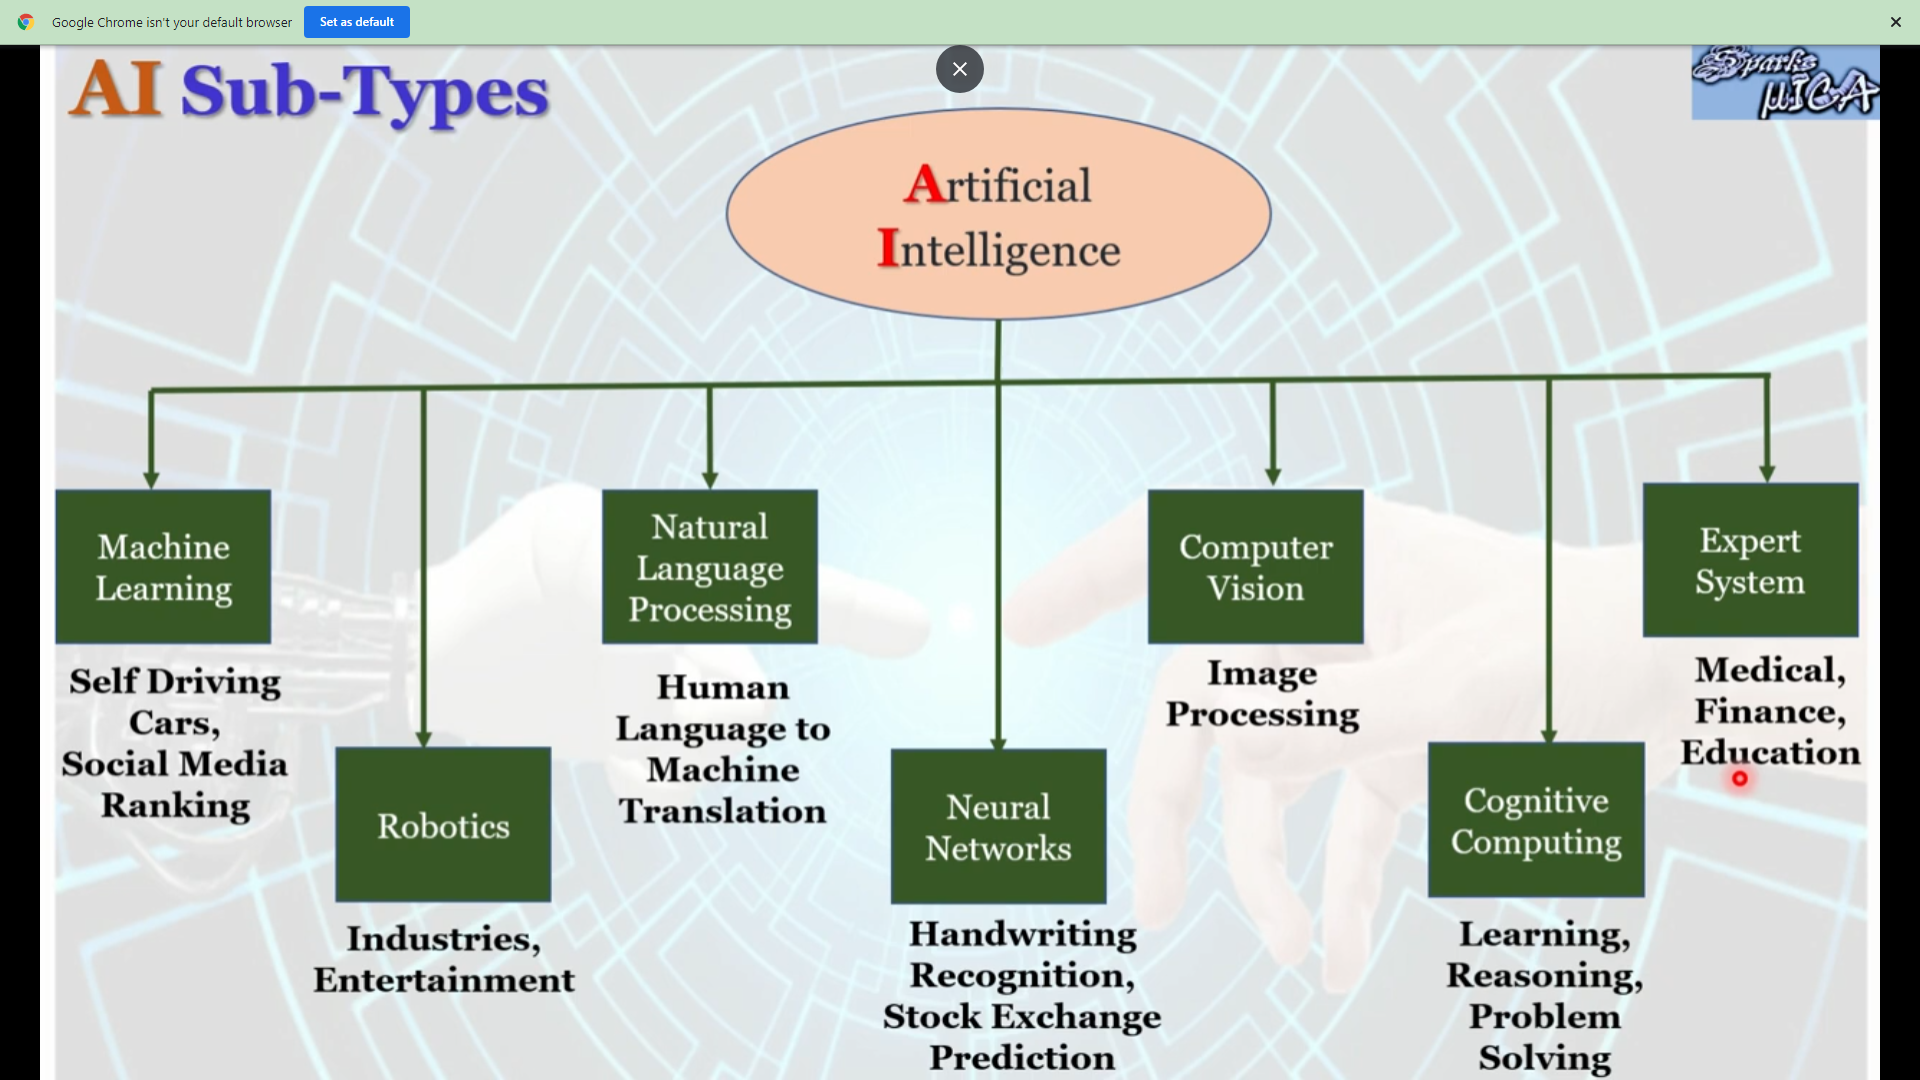 Google Chrome isn't your default browser
Set as default
AI Sub-Types
Sparks
μICA
Artificial
Intelligence
Machine
Learning
Self Driving
Cars,
Social Media
Ranking
Robotics
Industries,
Entertainment
Natural
Language
Processing
Human
Language to
Machine
Translation
Neural
Networks
Handwriting
Recognition,
Stock Exchange
Prediction
Computer
Vision
Image
Processing
Cognitive
Computing
Learning,
Reasoning,
Problem
Solving
Expert
System
Medical,
Finance,
Education